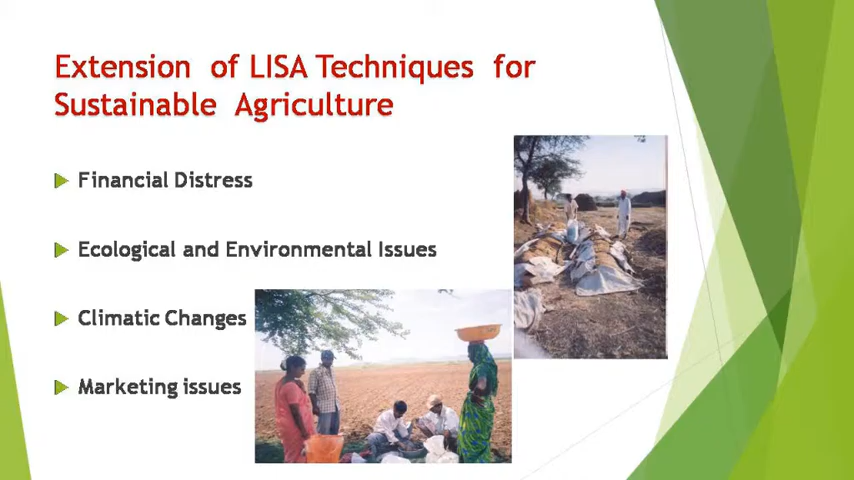 Extension of LISA Techniques for
Sustainable Agriculture
Financial Distress
Ecological and Environmental Issues
Climatic Changes
Marketing issues